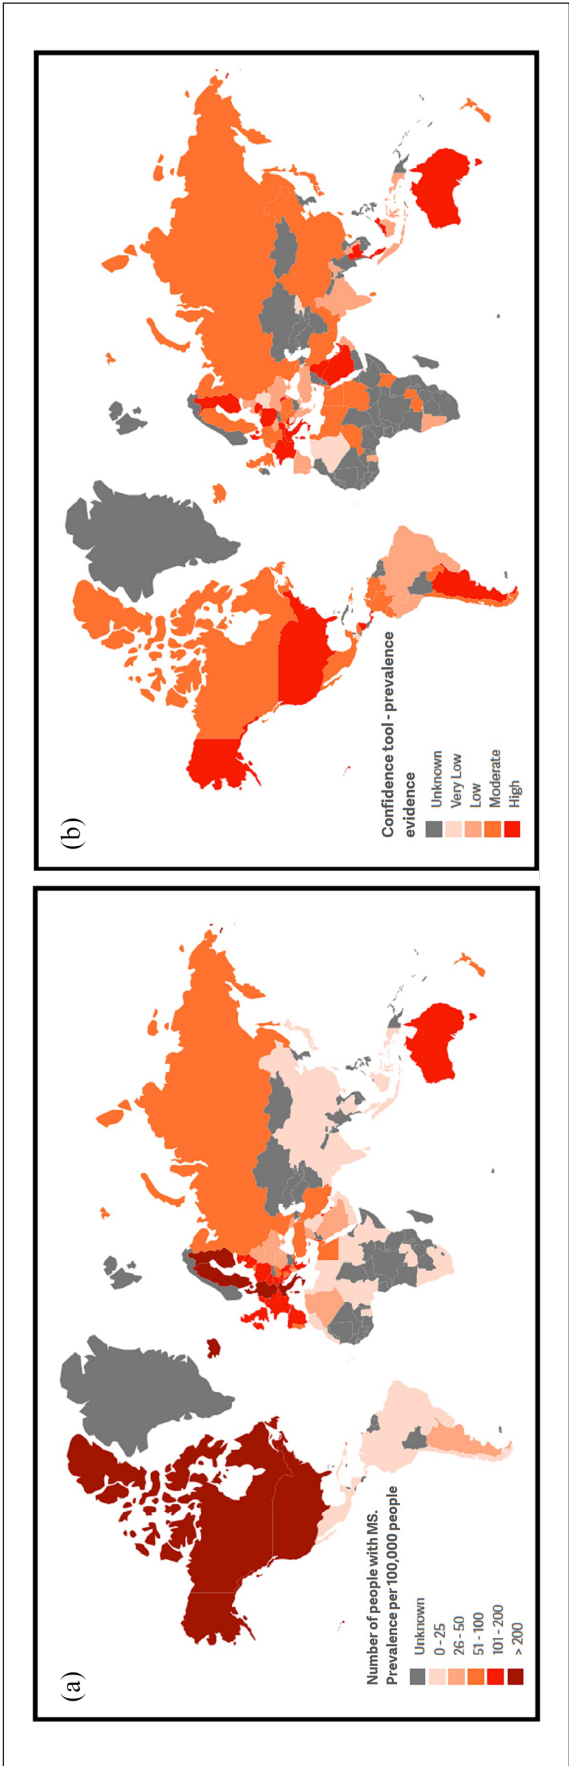 (a)
Number of people with MS.
Prevalence per 100,000 people
Unknown
0 - 25
26 - 50
51 - 100
101 - 200
> 200
(b)
Confidence tool - prevalence
evidence
Unknown
Very Low
Low
Moderate
High